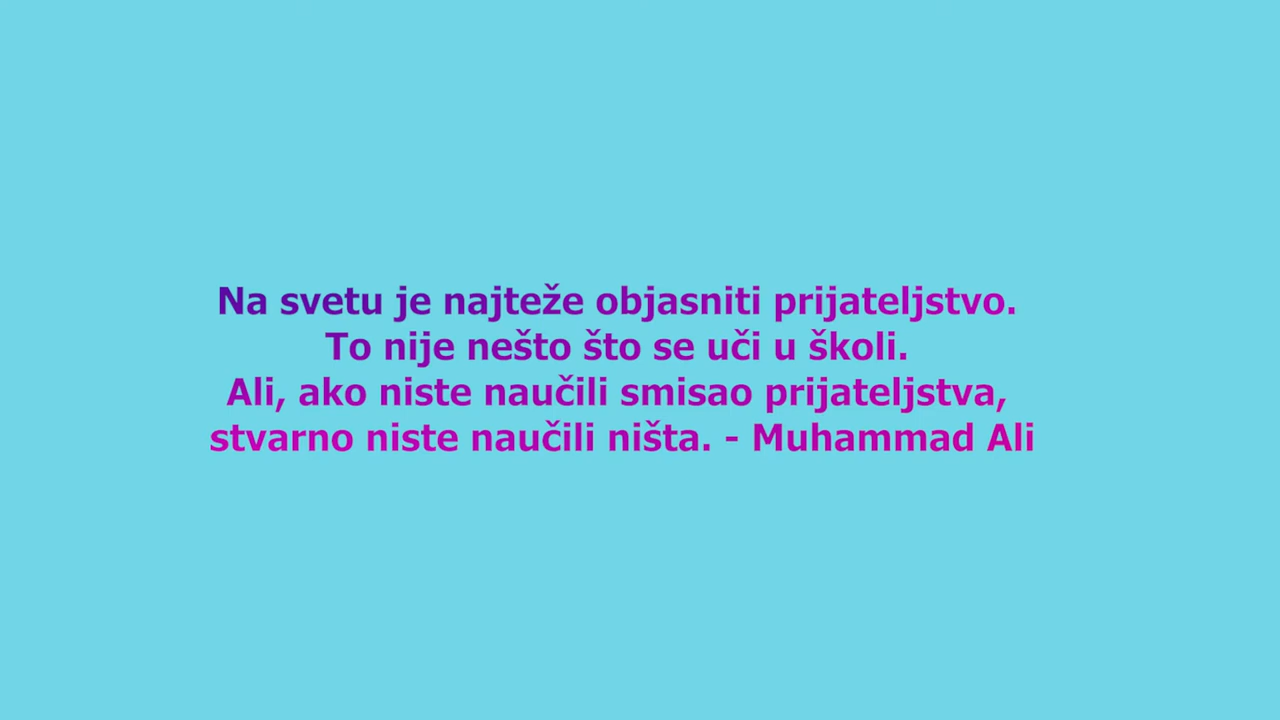 Na svetu je najteže objasniti prijateljstvo.
To nije nešto što se uči u školi.
Ali, ako niste naučili smisao prijateljstva,
stvarno niste naučili ništa. - Muhammad Ali